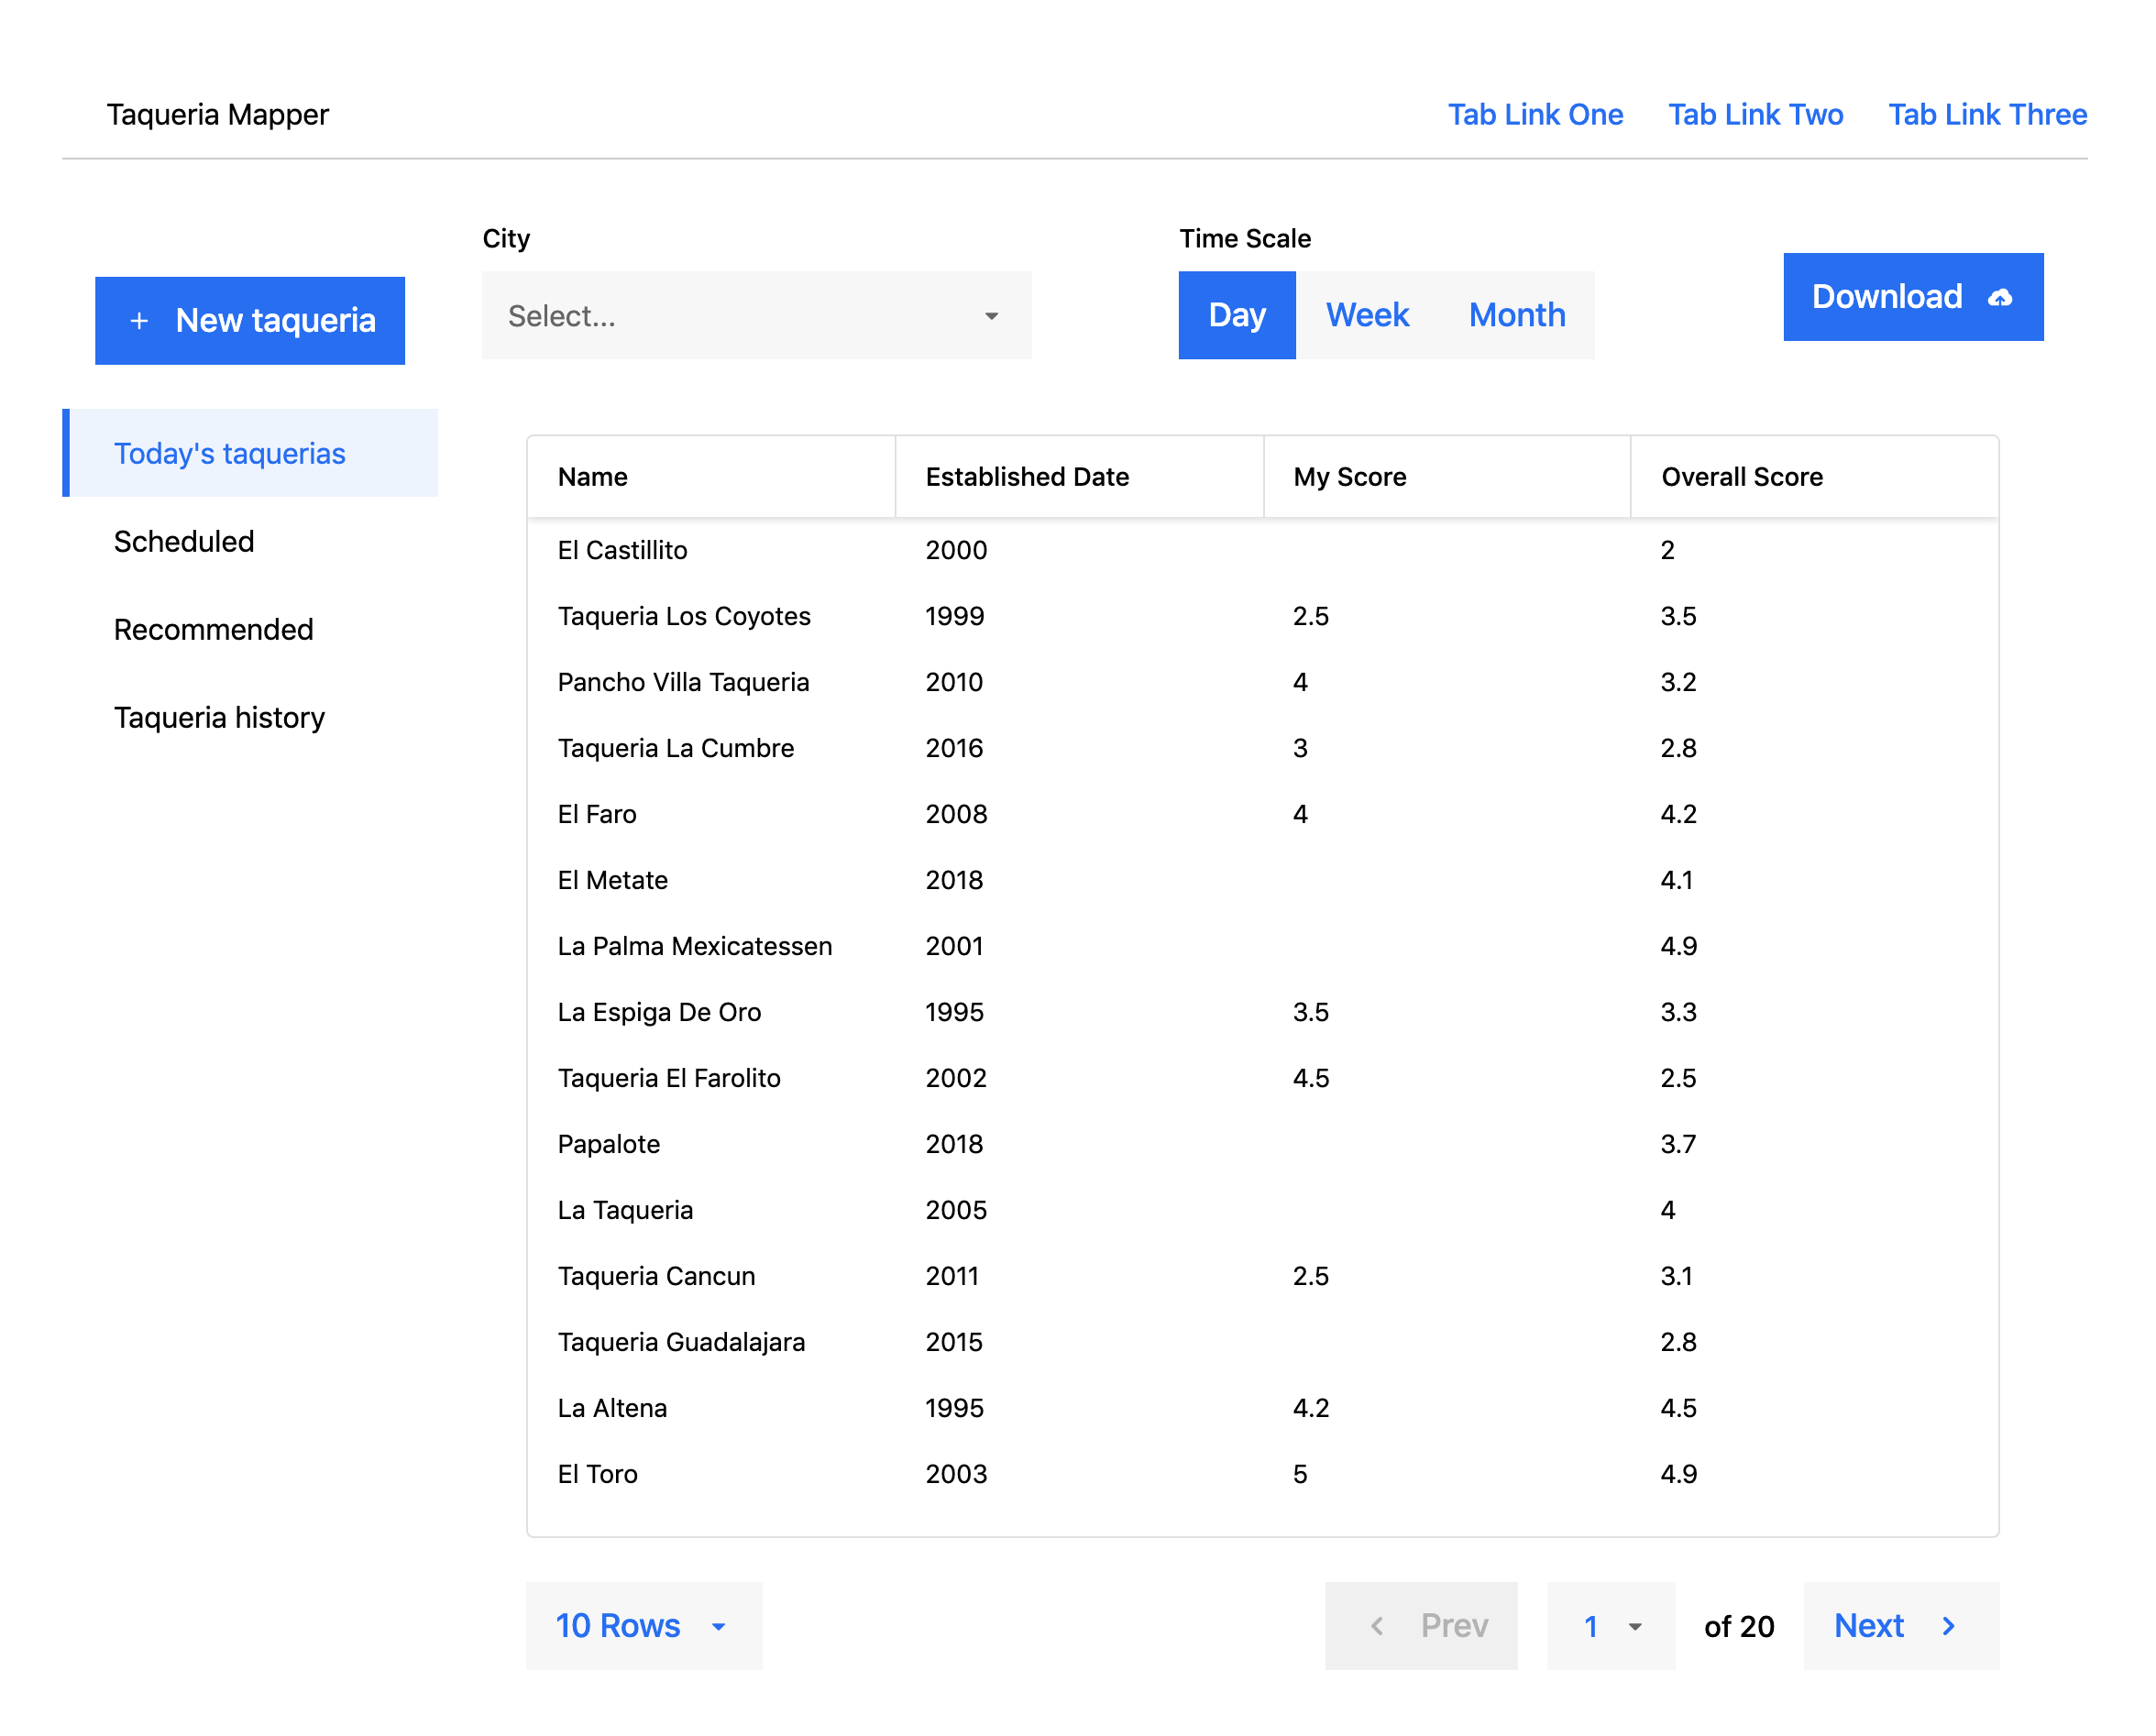 Taqueria Mapper Tab Link One Tab Link Two Tab Link Three
City Time Scale
+ New taqueria Select... Day Week Month Download
Today's taquerias
Scheduled
Recommended
Taqueria history
Name Established Date My Score Overall Score
El Castillito 2000 2
Taqueria Los Coyotes 1999 2.5 3.5
Pancho Villa Taqueria 2010 4 3.2
Taqueria La Cumbre 2016 3 2.8
El Faro 2008 4 4.2
El Metate 2018 4.1
La Palma Mexicatessen 2001 4.9
La Espiga De Oro 1995 3.5 3.3
Taqueria El Farolito 2002 4.5 2.5
Papalote 2018 3.7
La Taqueria 2005 4
Taqueria Cancun 2011 2.5 3.1
Taqueria Guadalajara 2015 2.8
La Altena 1995 4.2 4.5
El Toro 2003 5 4.9
10 Rows Prev 1 of 20 Next